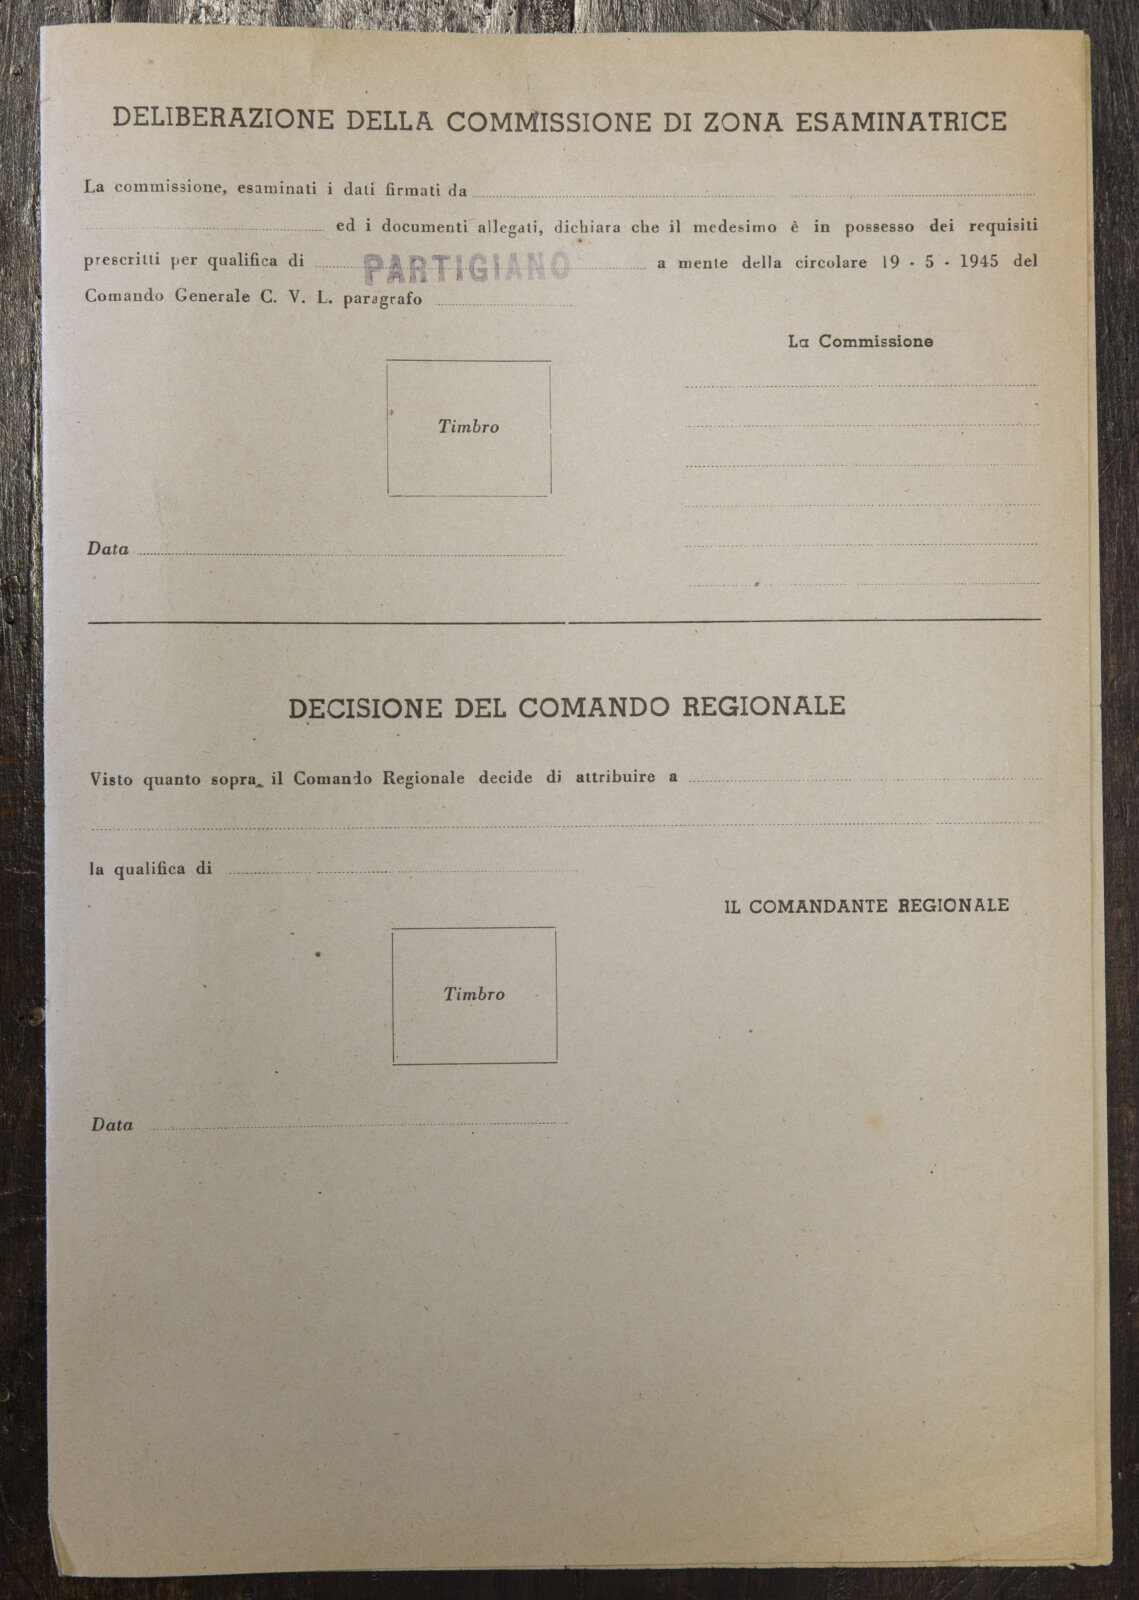 DELIBERAZIONE DELLA COMMISSIONE DI ZONA ESAMINATRICE
La commissione, esaminati i dati firmati da
ed i documenti allegati, dichiara che il medesimo è in possesso dei requisiti
prescritti per qualifica di PARTIGIANO a mente della circolare 19 - 5 - 1945 del
Comando Generale C. V. L. paragrafo
La Commissione
Timbro
Data
DECISIONE DEL COMANDO REGIONALE
Visto quanto sopra, il Comando Regionale decide di attribuire a
la qualifica di
IL COMANDANTE REGIONALE
Timbro
Data